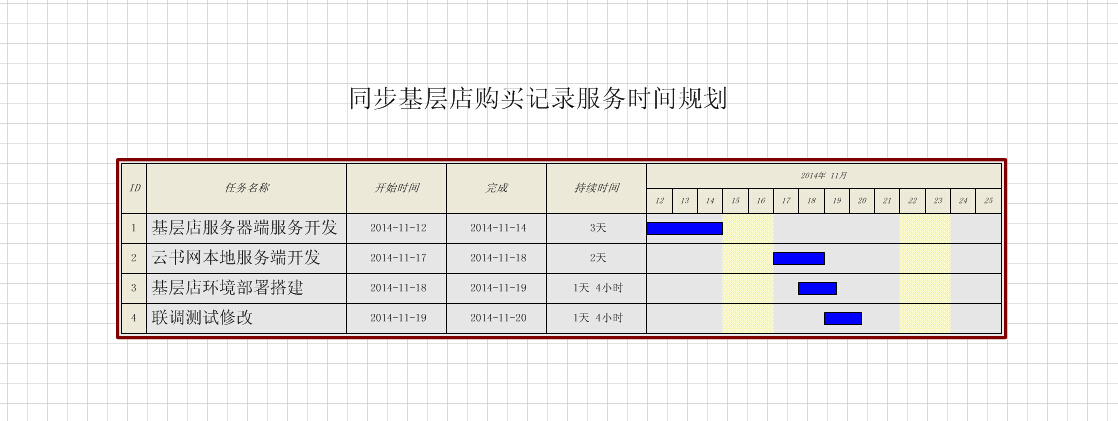 同步基层店购买记录服务时间规划
ID 任务名称 开始时间 完成 持续时间 2014年 11月
12 13 14 15 16 17 18 19 20 21 22 23 24 25
1 基层店服务器端服务开发 2014-11-12 2014-11-14 3天
2 云书网本地服务端开发 2014-11-17 2014-11-18 2天
3 基层店环境部署搭建 2014-11-18 2014-11-19 1天 4小时
4 联调测试修改 2014-11-19 2014-11-20 1天 4小时